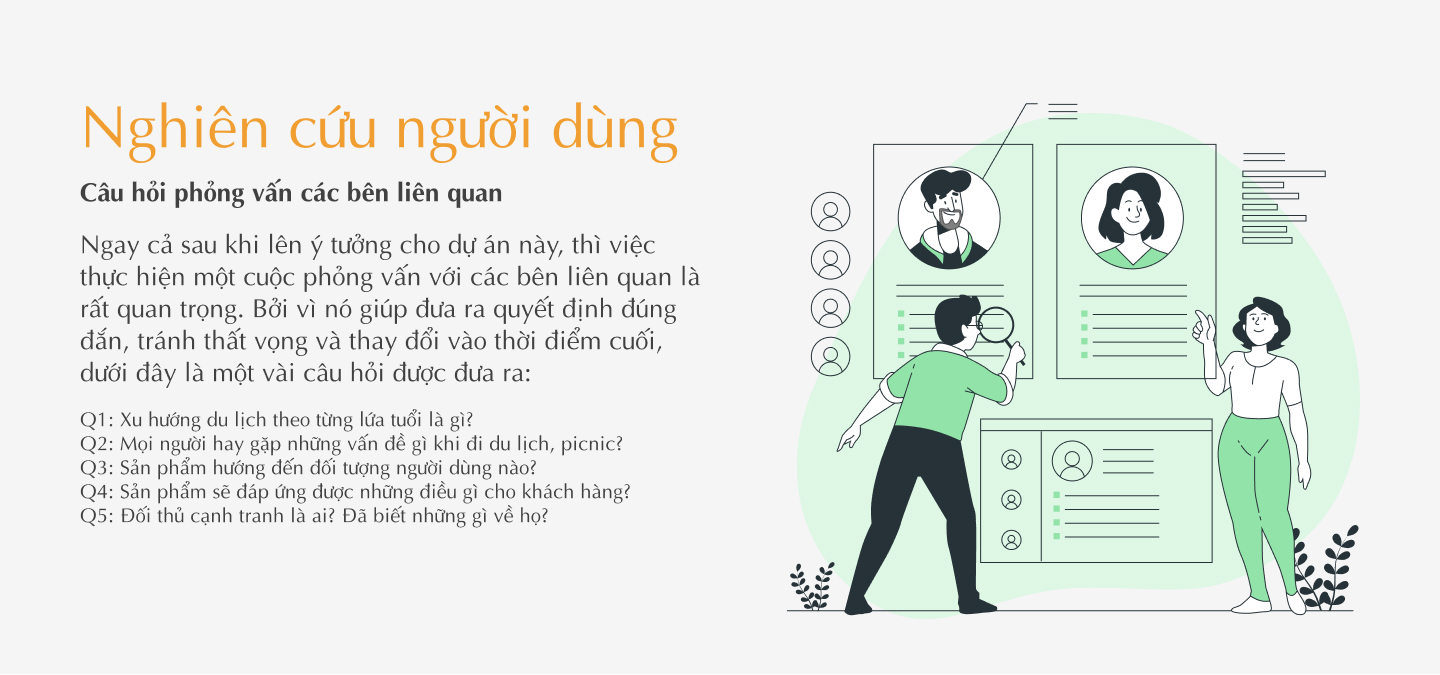 Nghiên cứu người dùng
Câu hỏi phỏng vấn các bên liên quan
Ngay cả sau khi lên ý tưởng cho dự án này, thì việc
thực hiện một cuộc phỏng vấn với các bên liên quan là
rất quan trọng. Bởi vì nó giúp đưa ra quyết định đúng
đắn, tránh thất vọng và thay đổi vào thời điểm cuối,
dưới đây là một vài câu hỏi được đưa ra:
Q1: Xu hướng du lịch theo từng lứa tuổi là gì?
Q2: Mọi người hay gặp những vấn đề gì khi đi du lịch, picnic?
Q3: Sản phẩm hướng đến đối tượng người dùng nào?
Q4: Sản phẩm sẽ đáp ứng được những điều gì cho khách hàng?
Q5: Đối thủ cạnh tranh là ai? Đã biết những gì về họ?